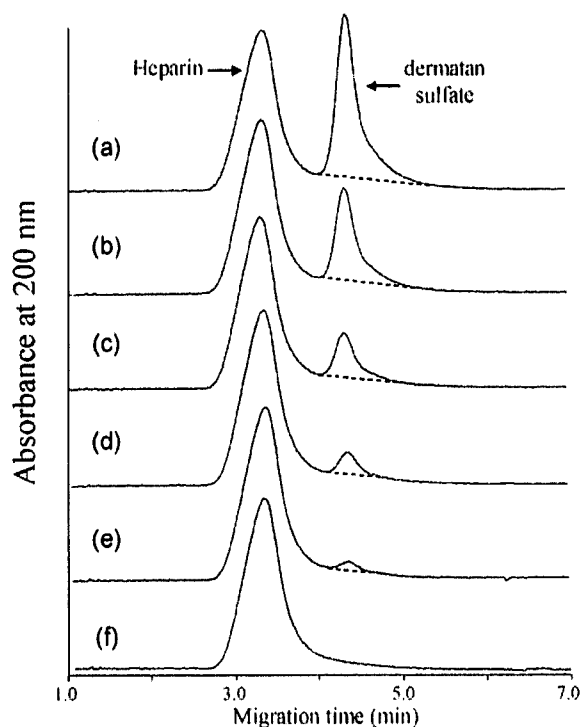 Heparin
dermatan
sulfate
(a)
(b)
(c)
(d)
(e)
(f)
Absorbance at 200 nm
1.0 3.0 5.0 7.0
Migration time (min)